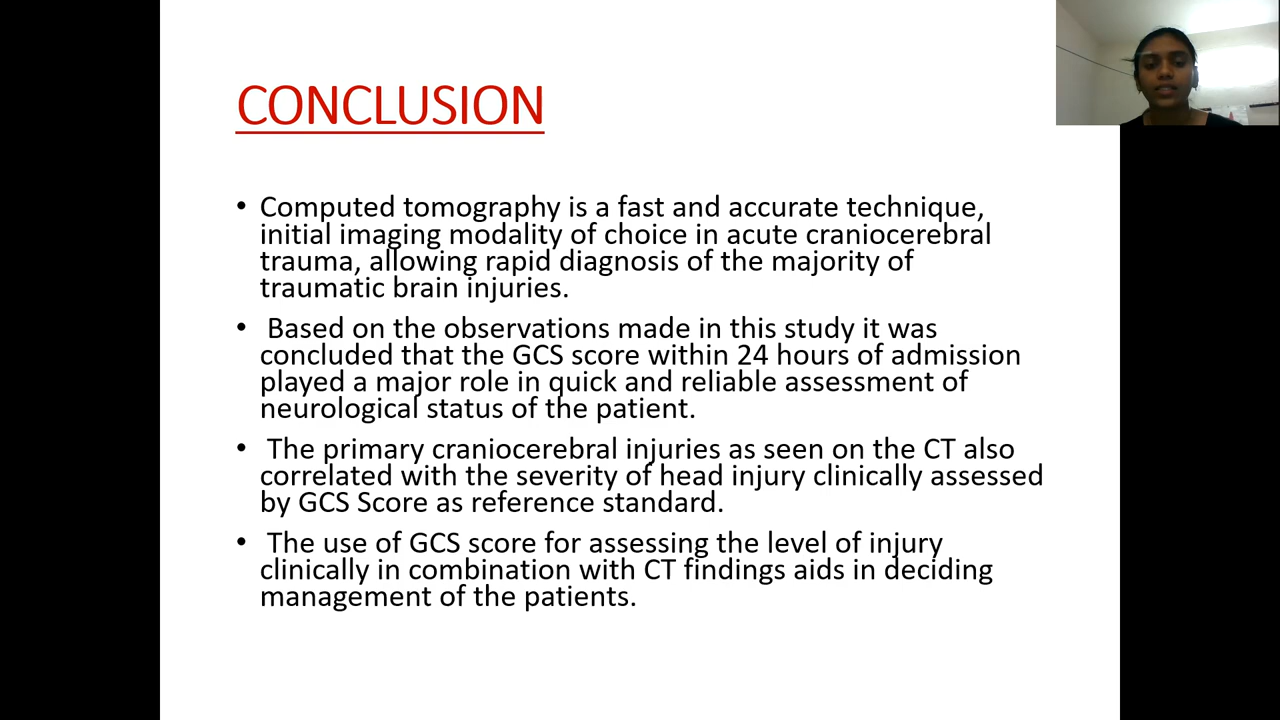 CONCLUSION
• Computed tomography is a fast and accurate technique,
initial imaging modality of choice in acute craniocerebral
trauma, allowing rapid diagnosis of the majority of
traumatic brain injuries.
• Based on the observations made in this study it was
concluded that the GCS score within 24 hours of admission
played a major role in quick and reliable assessment of
neurological status of the patient.
• The primary craniocerebral injuries as seen on the CT also
correlated with the severity of head injury clinically assessed
by GCS Score as reference standard.
• The use of GCS score for assessing the level of injury
clinically in combination with CT findings aids in deciding
management of the patients.